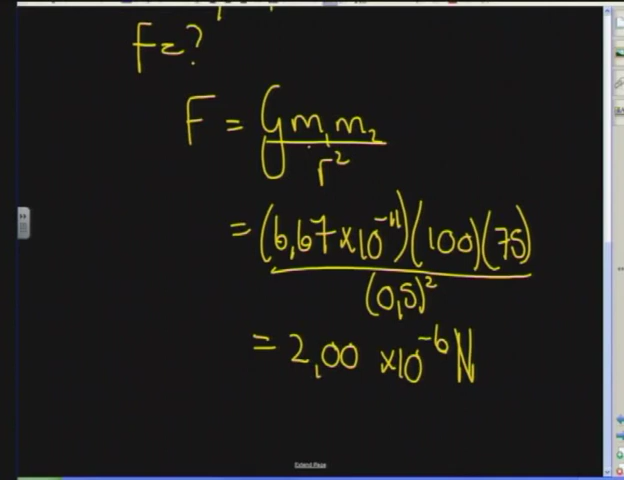 F=?
F = Gm₁m₂
r²
= (6,67×10⁻¹¹)(100)(75)
(0,5)²
= 2,00 ×10⁻⁶ N
Extend Page